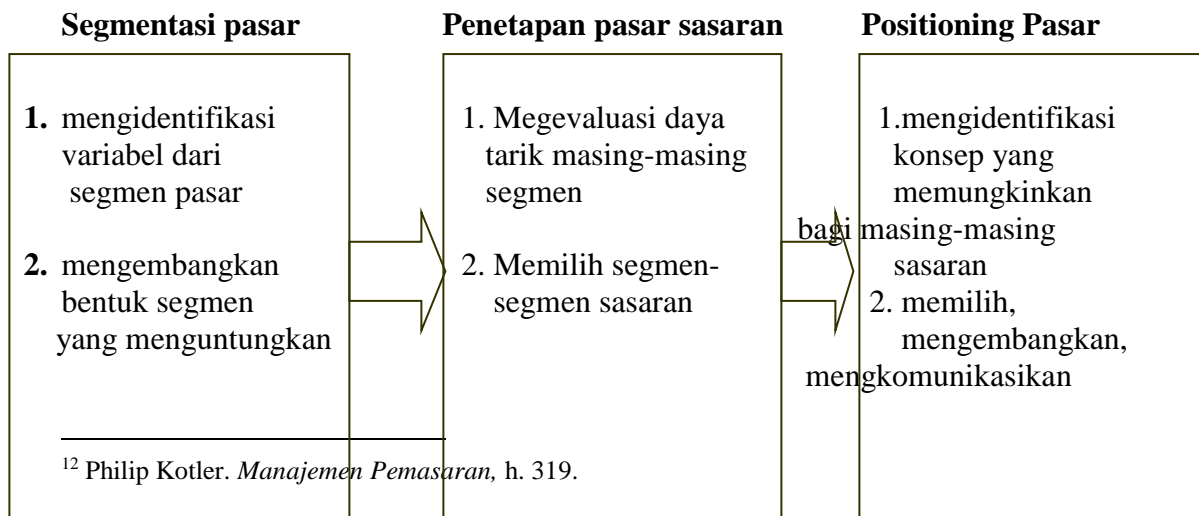 Segmentasi pasar
Penetapan pasar sasaran
Positioning Pasar
1. mengidentifikasi
variabel dari
segmen pasar
2. mengembangkan
bentuk segmen
yang menguntungkan
1. Megevaluasi daya
tarik masing-masing
segmen
2. Memilih segmen-
segmen sasaran
1.mengidentifikasi
konsep yang
memungkinkan
bagi masing-masing
sasaran
2. memilih,
mengembangkan,
mengkomunikasikan
12 Philip Kotler. Manajemen Pemasaran, h. 319.